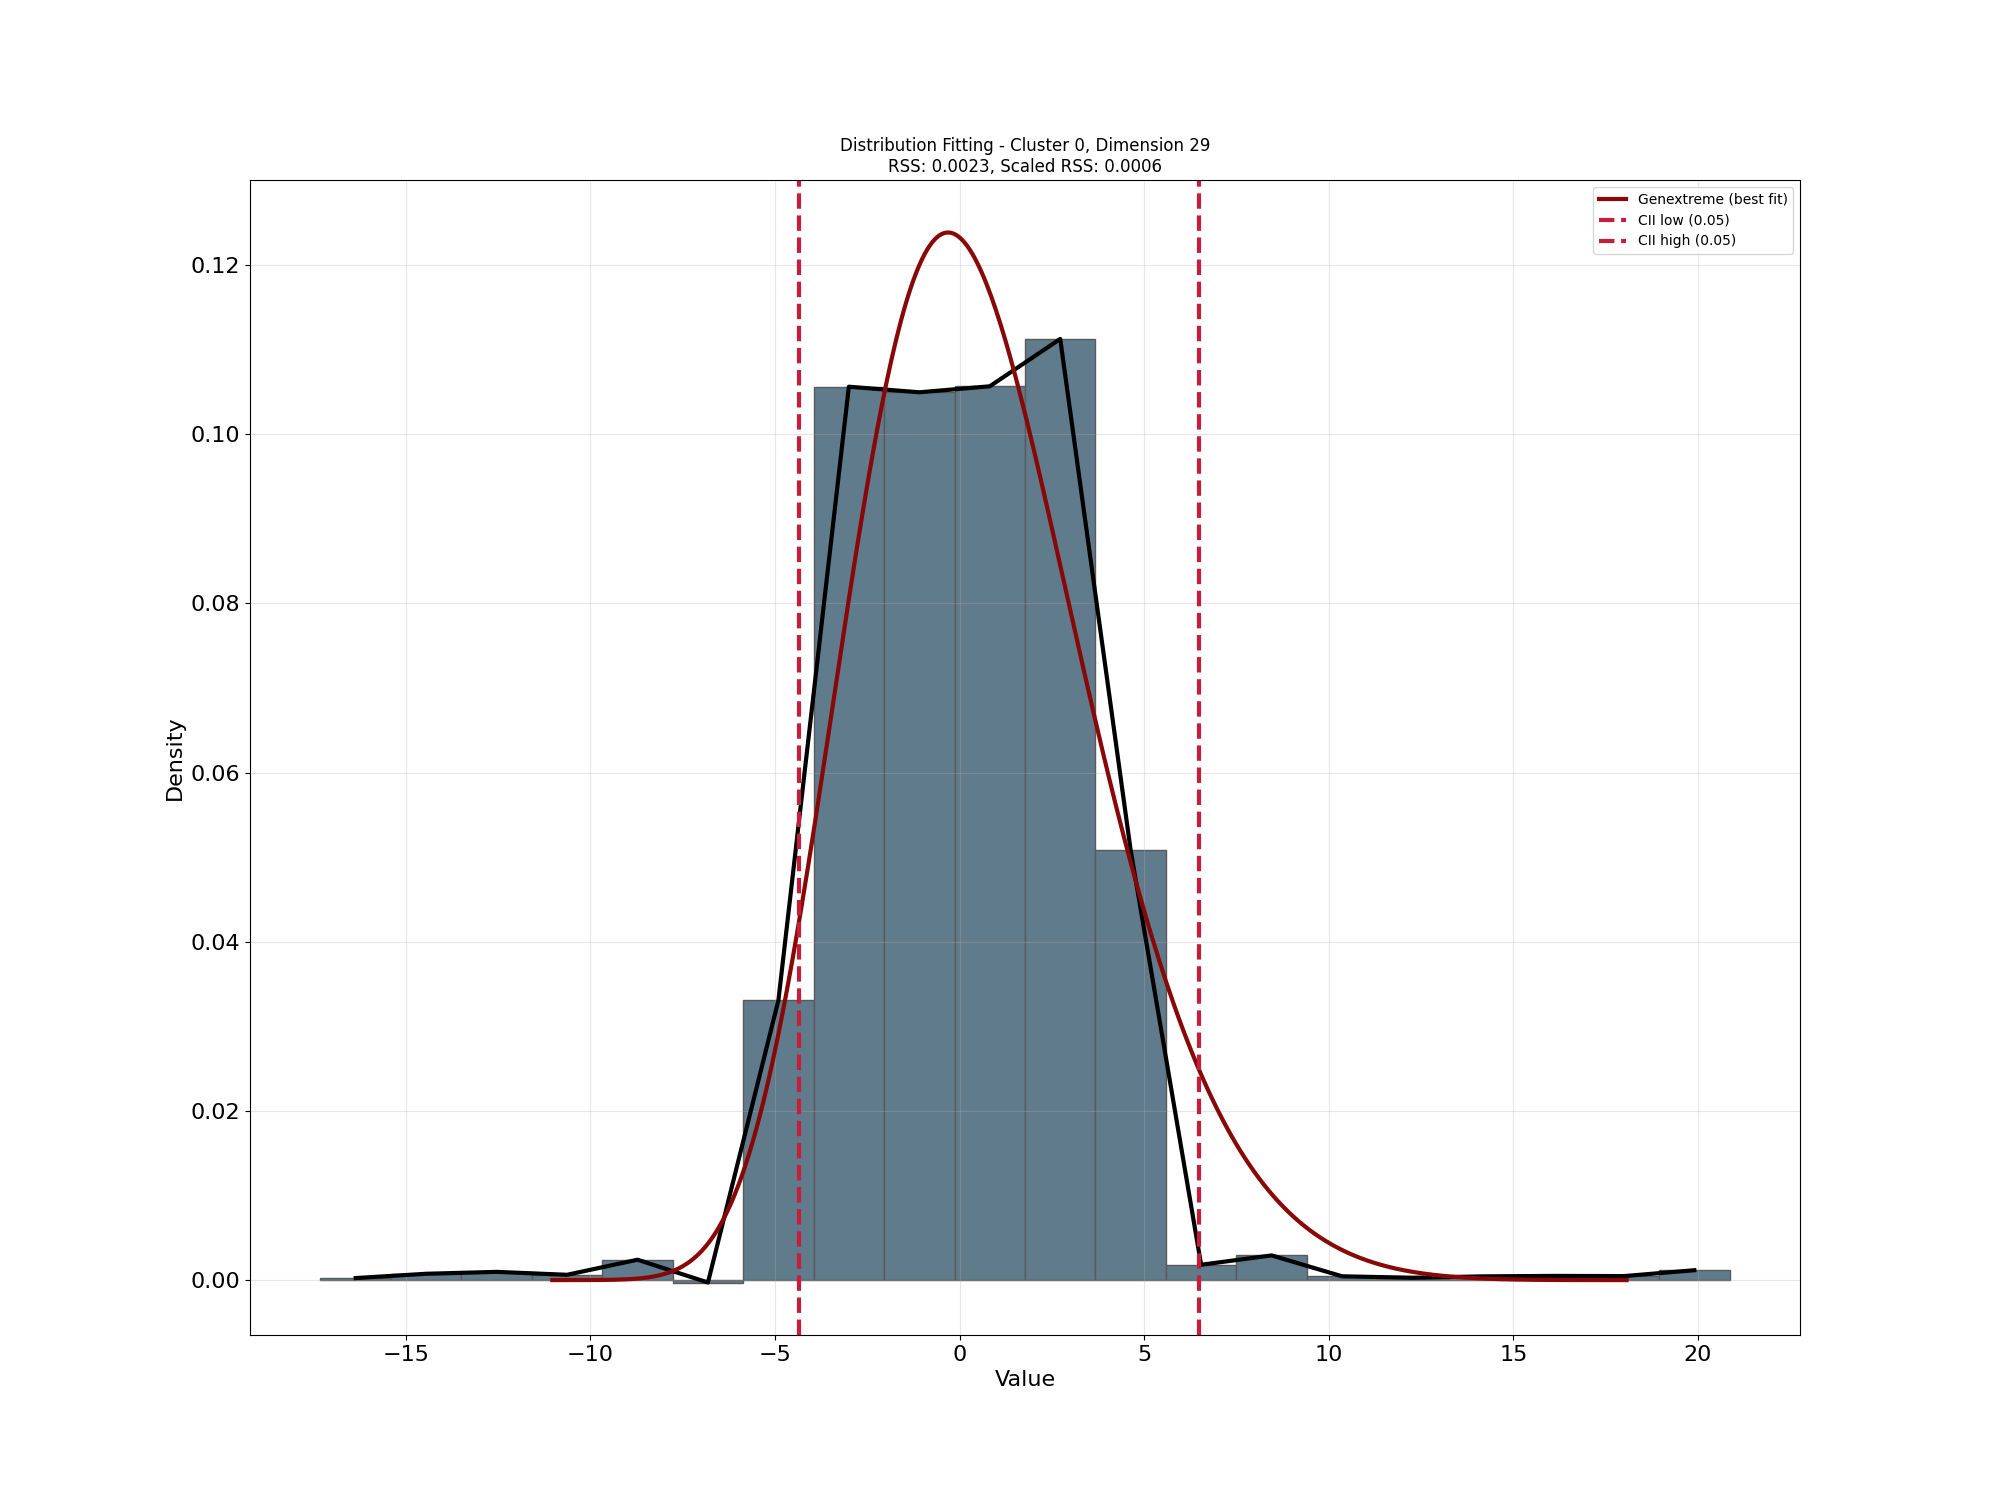 Distribution Fitting - Cluster 0, Dimension 29
RSS: 0.0023, Scaled RSS: 0.0006
Genextreme (best fit)
CII low (0.05)
CII high (0.05)
Density
0.12
0.10
0.08
0.06
0.04
0.02
0.00
−15 −10 −5 0 5 10 15 20
Value